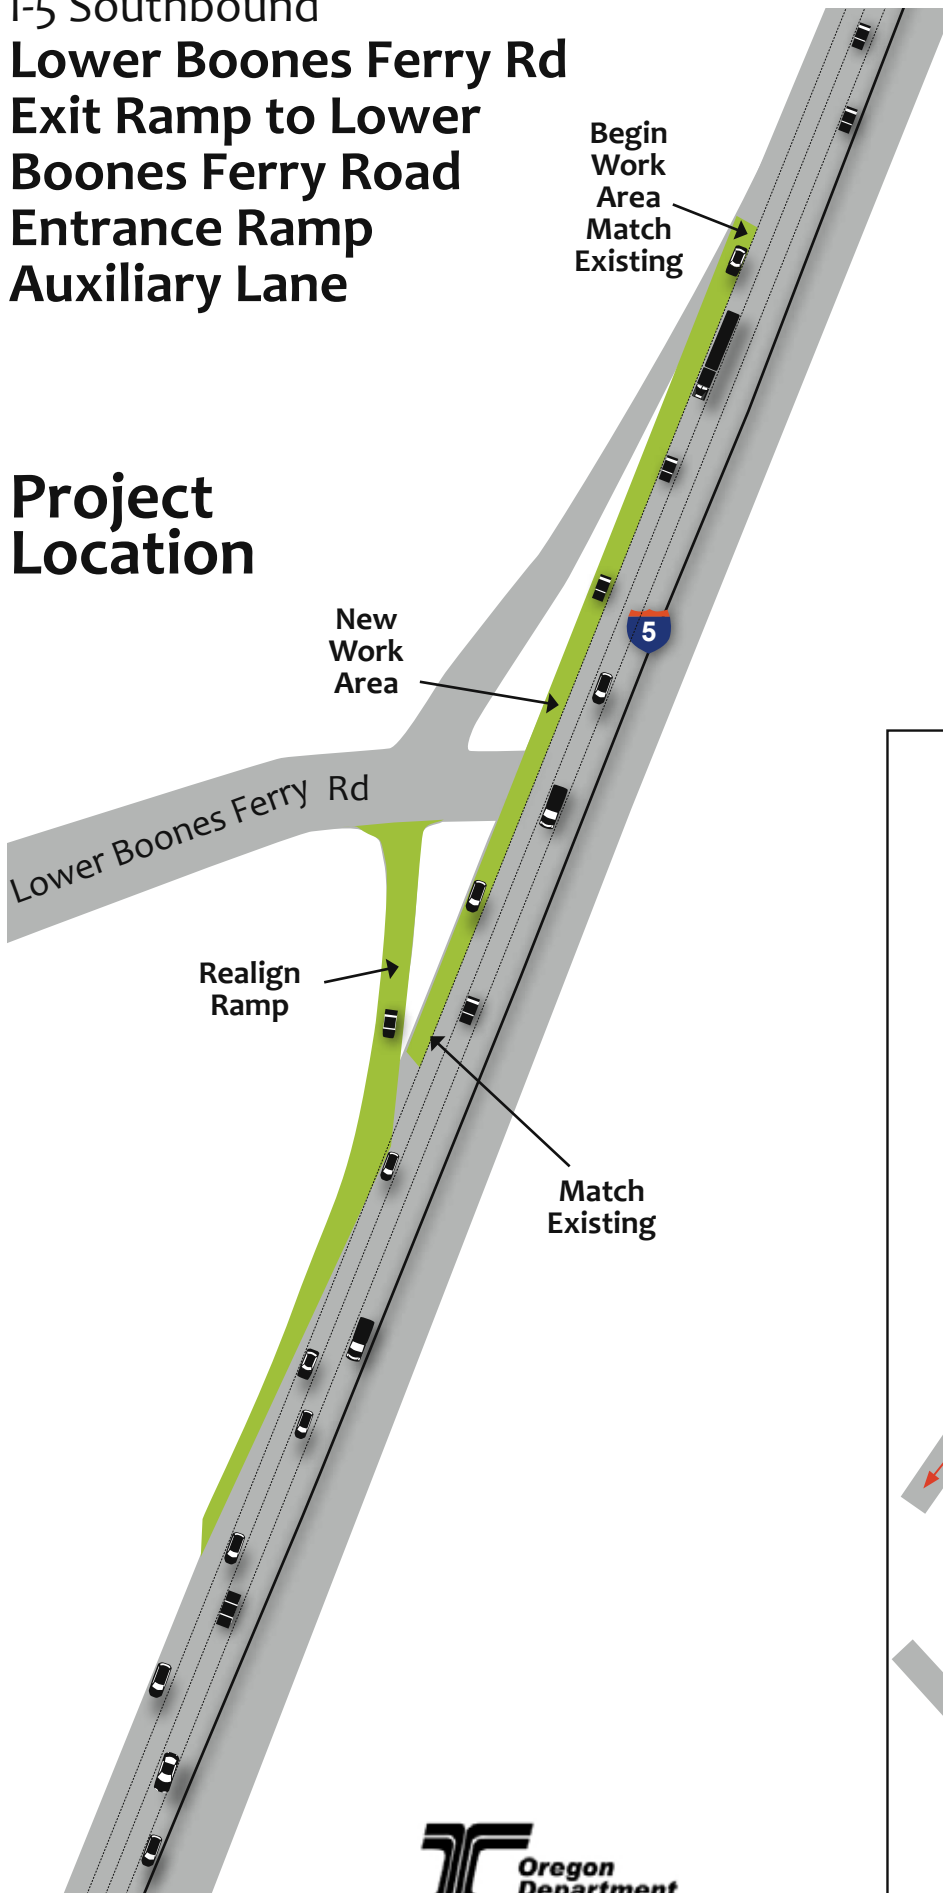 I-5 Southbound
Lower Boones Ferry Rd
Exit Ramp to Lower
Boones Ferry Road
Entrance Ramp
Auxiliary Lane
Begin
Work
Area
Match
Existing
Project
Location
New
Work
Area
5
Lower Boones Ferry Rd
Realign
Ramp
Match
Existing
Oregon
Department